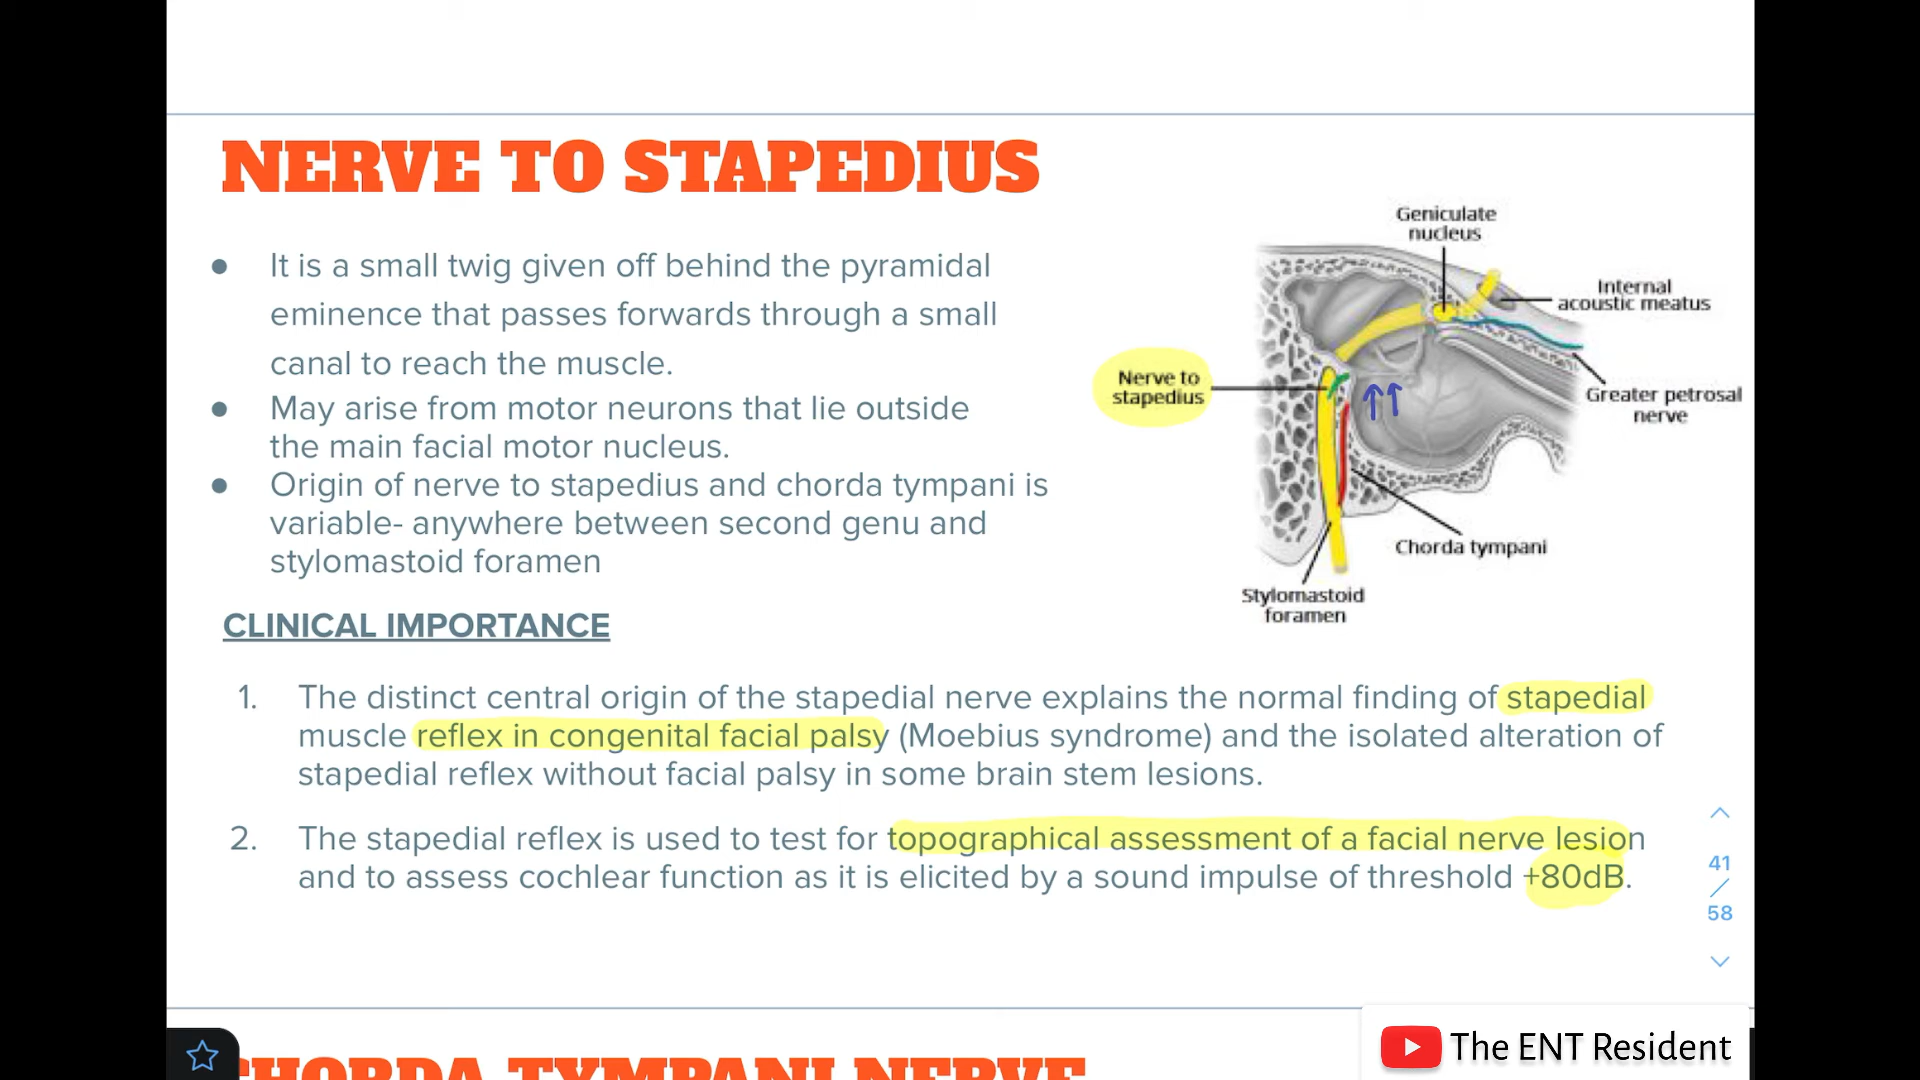 NERVE TO STAPEDIUS
● It is a small twig given off behind the pyramidal
eminence that passes forwards through a small
canal to reach the muscle.
● May arise from motor neurons that lie outside
the main facial motor nucleus.
● Origin of nerve to stapedius and chorda tympani is
variable- anywhere between second genu and
stylomastoid foramen
Geniculate
nucleus
Internal
acoustic meatus
Nerve to
stapedius
Greater petrosal
nerve
Chorda tympani
Stylomastoid
foramen
CLINICAL IMPORTANCE
1. The distinct central origin of the stapedial nerve explains the normal finding of stapedial
muscle reflex in congenital facial palsy (Moebius syndrome) and the isolated alteration of
stapedial reflex without facial palsy in some brain stem lesions.
2. The stapedial reflex is used to test for topographical assessment of a facial nerve lesion
and to assess cochlear function as it is elicited by a sound impulse of threshold +80dB.
41
/
58
CHORDA TYMPANI NERVE
The ENT Resident